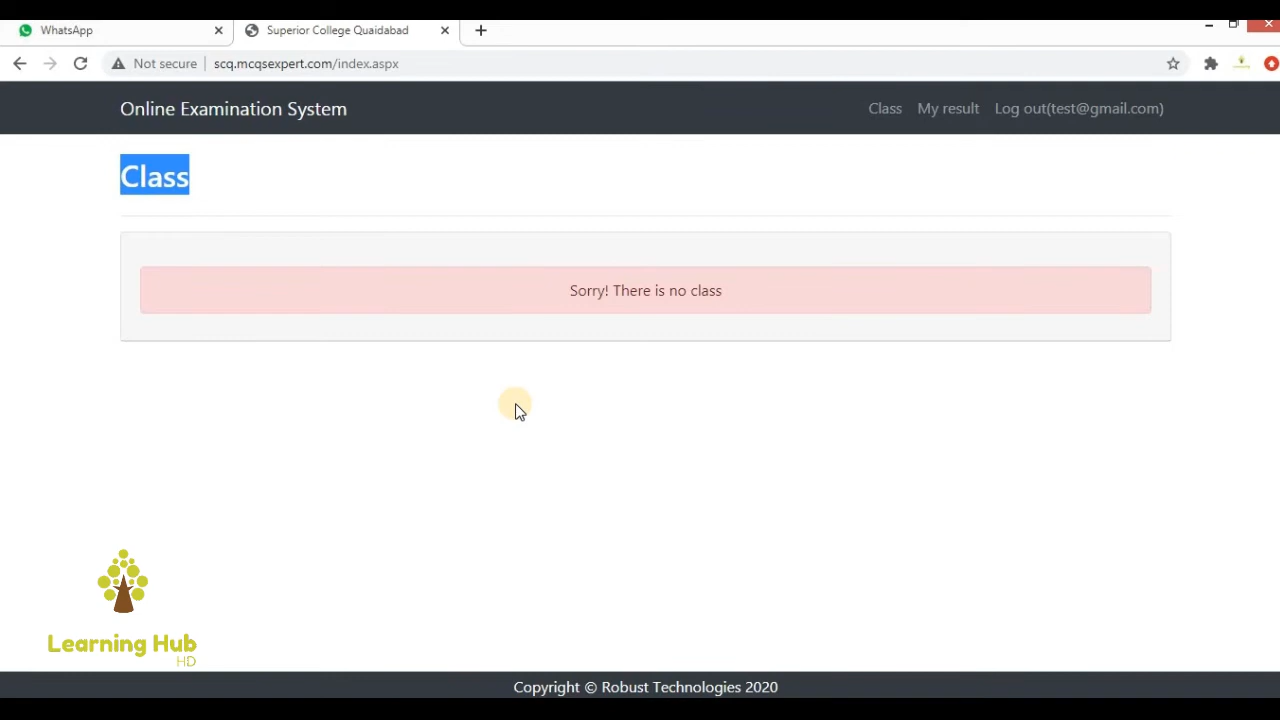 WhatsApp
Superior College Quaidabad
Not secure
scq.mcqsexpert.com/index.aspx
Online Examination System
Class
My result
Log out(test@gmail.com)
Class
Sorry! There is no class
Learning Hub
HD
Copyright © Robust Technologies 2020